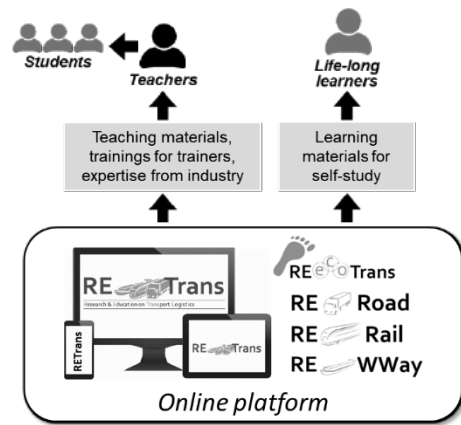 Students
Teachers
Life-long
learners
Teaching materials,
trainings for trainers,
expertise from industry
Learning
materials for
self-study
RE Trans
Research & Education on Transport Logistics
RETrans
RE Trans
RE eco Trans
RE Road
RE Rail
RE WWay
Online platform